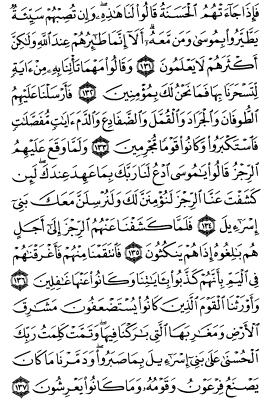 فَإِذَا جَآءَتْهُمُ ٱلْحَسَنَةُ قَالُوا۟ لَنَا هَـٰذِهِۦ ۖ وَإِن تُصِبْهُمْ سَيِّئَةٌ
يَطَّيَّرُوا۟ بِمُوسَىٰ وَمَن مَّعَهُۥٓ ۗ أَلَآ إِنَّمَا طَـٰٓئِرُهُمْ عِندَ ٱللَّهِ وَلَـٰكِنَّ
أَكْثَرَهُمْ لَا يَعْلَمُونَ ﴿١٣١﴾ وَقَالُوا۟ مَهْمَا تَأْتِنَا بِهِۦ مِنْ ءَايَةٍ
لِّتَسْحَرَنَا بِهَا فَمَا نَحْنُ لَكَ بِمُؤْمِنِينَ ﴿١٣٢﴾ فَأَرْسَلْنَا عَلَيْهِمُ
ٱلطُّوفَانَ وَٱلْجَرَادَ وَٱلْقُمَّلَ وَٱلضَّفَادِعَ وَٱلدَّمَ ءَايَـٰتٍ مُّفَصَّلَـٰتٍ
فَٱسْتَكْبَرُوا۟ وَكَانُوا۟ قَوْمًا مُّجْرِمِينَ ﴿١٣٣﴾ وَلَمَّا وَقَعَ عَلَيْهِمُ
ٱلرِّجْزُ قَالُوا۟ يَـٰمُوسَى ٱدْعُ لَنَا رَبَّكَ بِمَا عَهِدَ عِندَكَ ۖ لَئِن
كَشَفْتَ عَنَّا ٱلرِّجْزَ لَنُؤْمِنَنَّ لَكَ وَلَنُرْسِلَنَّ مَعَكَ بَنِىٓ
إِسْرَٰٓءِيلَ ﴿١٣٤﴾ فَلَمَّا كَشَفْنَا عَنْهُمُ ٱلرِّجْزَ إِلَىٰٓ أَجَلٍ
هُم بَـٰلِغُوهُ إِذَا هُمْ يَنكُثُونَ ﴿١٣٥﴾ فَٱنتَقَمْنَا مِنْهُمْ فَأَغْرَقْنَـٰهُمْ
فِى ٱلْيَمِّ بِأَنَّهُمْ كَذَّبُوا۟ بِـَٔايَـٰتِنَا وَكَانُوا۟ عَنْهَا غَـٰفِلِينَ ﴿١٣٦﴾
وَأَوْرَثْنَا ٱلْقَوْمَ ٱلَّذِينَ كَانُوا۟ يُسْتَضْعَفُونَ مَشَـٰرِقَ
ٱلْأَرْضِ وَمَغَـٰرِبَهَا ٱلَّتِى بَـٰرَكْنَا فِيهَا ۖ وَتَمَّتْ كَلِمَتُ رَبِّكَ
ٱلْحُسْنَىٰ عَلَىٰ بَنِىٓ إِسْرَٰٓءِيلَ بِمَا صَبَرُوا۟ ۖ وَدَمَّرْنَا مَا كَانَ
يَصْنَعُ فِرْعَوْنُ وَقَوْمُهُۥ وَمَا كَانُوا۟ يَعْرِشُونَ ﴿١٣٧﴾